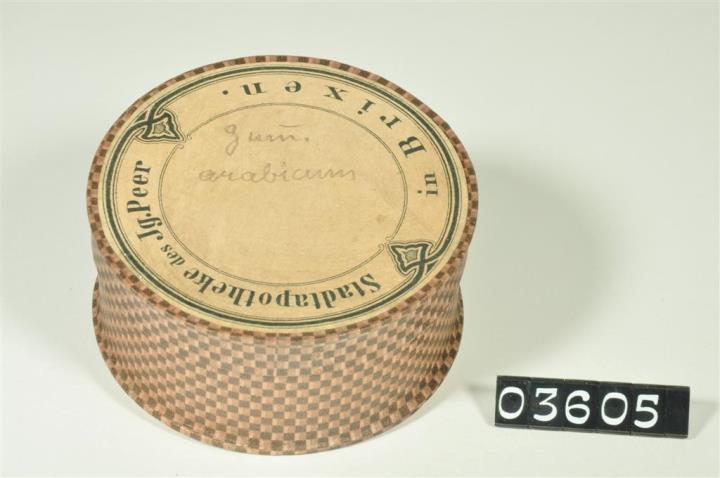 Stadtapotheke des Jg. Peer
in Brixen.
Gum̄.
arabicum
03605